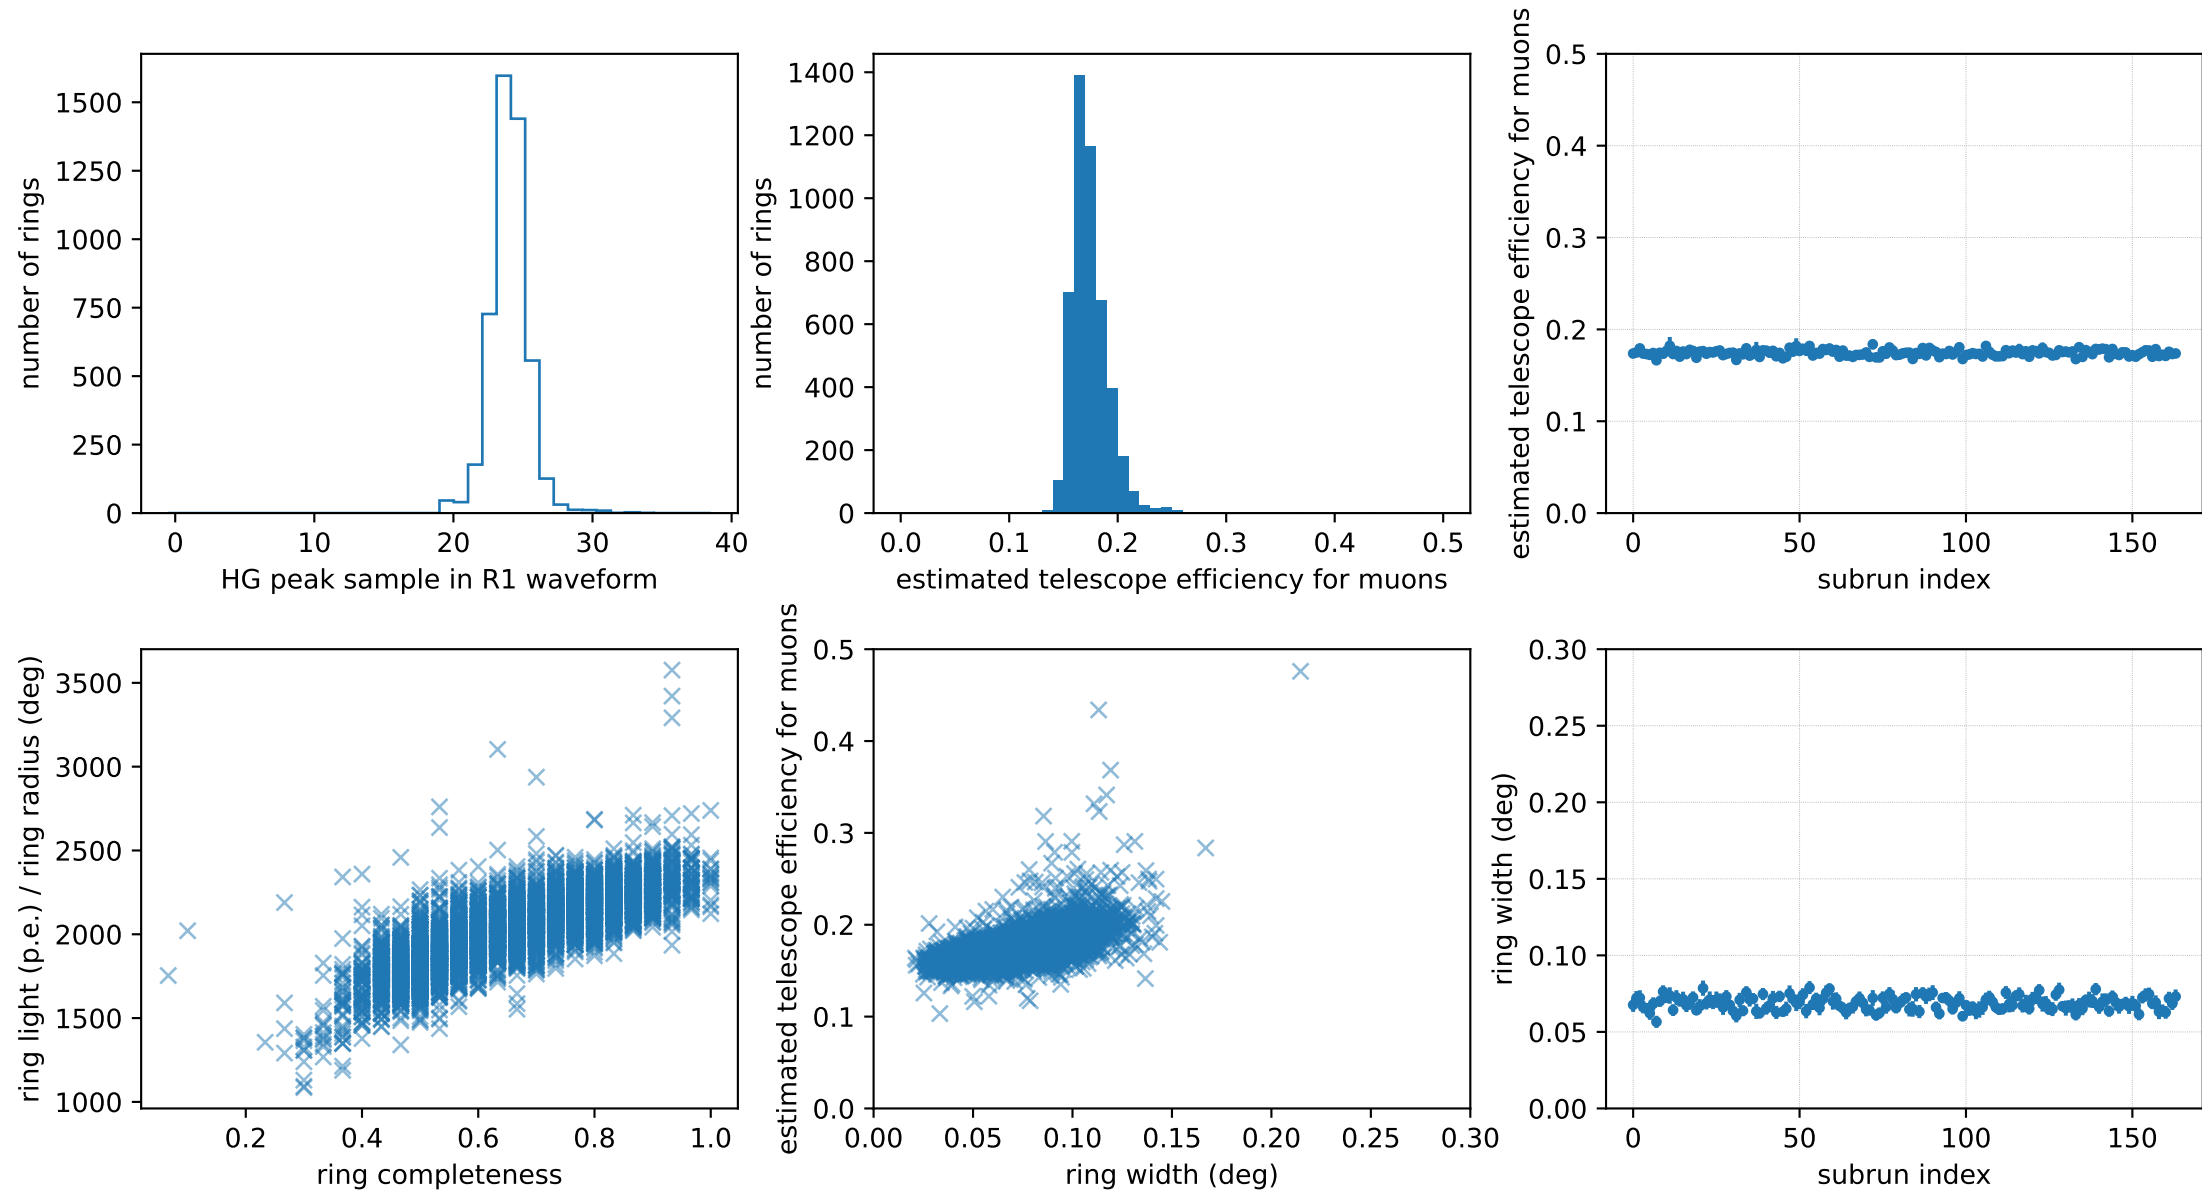 number of rings
1500
1250
1000
750
500
250
0
0 10 20 30 40
HG peak sample in R1 waveform
number of rings
1400
1200
1000
800
600
400
200
0
0.0 0.1 0.2 0.3 0.4 0.5
estimated telescope efficiency for muons
estimated telescope efficiency for muons
0.5
0.4
0.3
0.2
0.1
0.0
0 50 100 150
subrun index
ring light (p.e.) / ring radius (deg)
3500
3000
2500
2000
1500
1000
0.2 0.4 0.6 0.8 1.0
ring completeness
estimated telescope efficiency for muons
0.5
0.4
0.3
0.2
0.1
0.0
0.00 0.05 0.10 0.15 0.20 0.25 0.30
ring width (deg)
ring width (deg)
0.30
0.25
0.20
0.15
0.10
0.05
0.00
0 50 100 150
subrun index